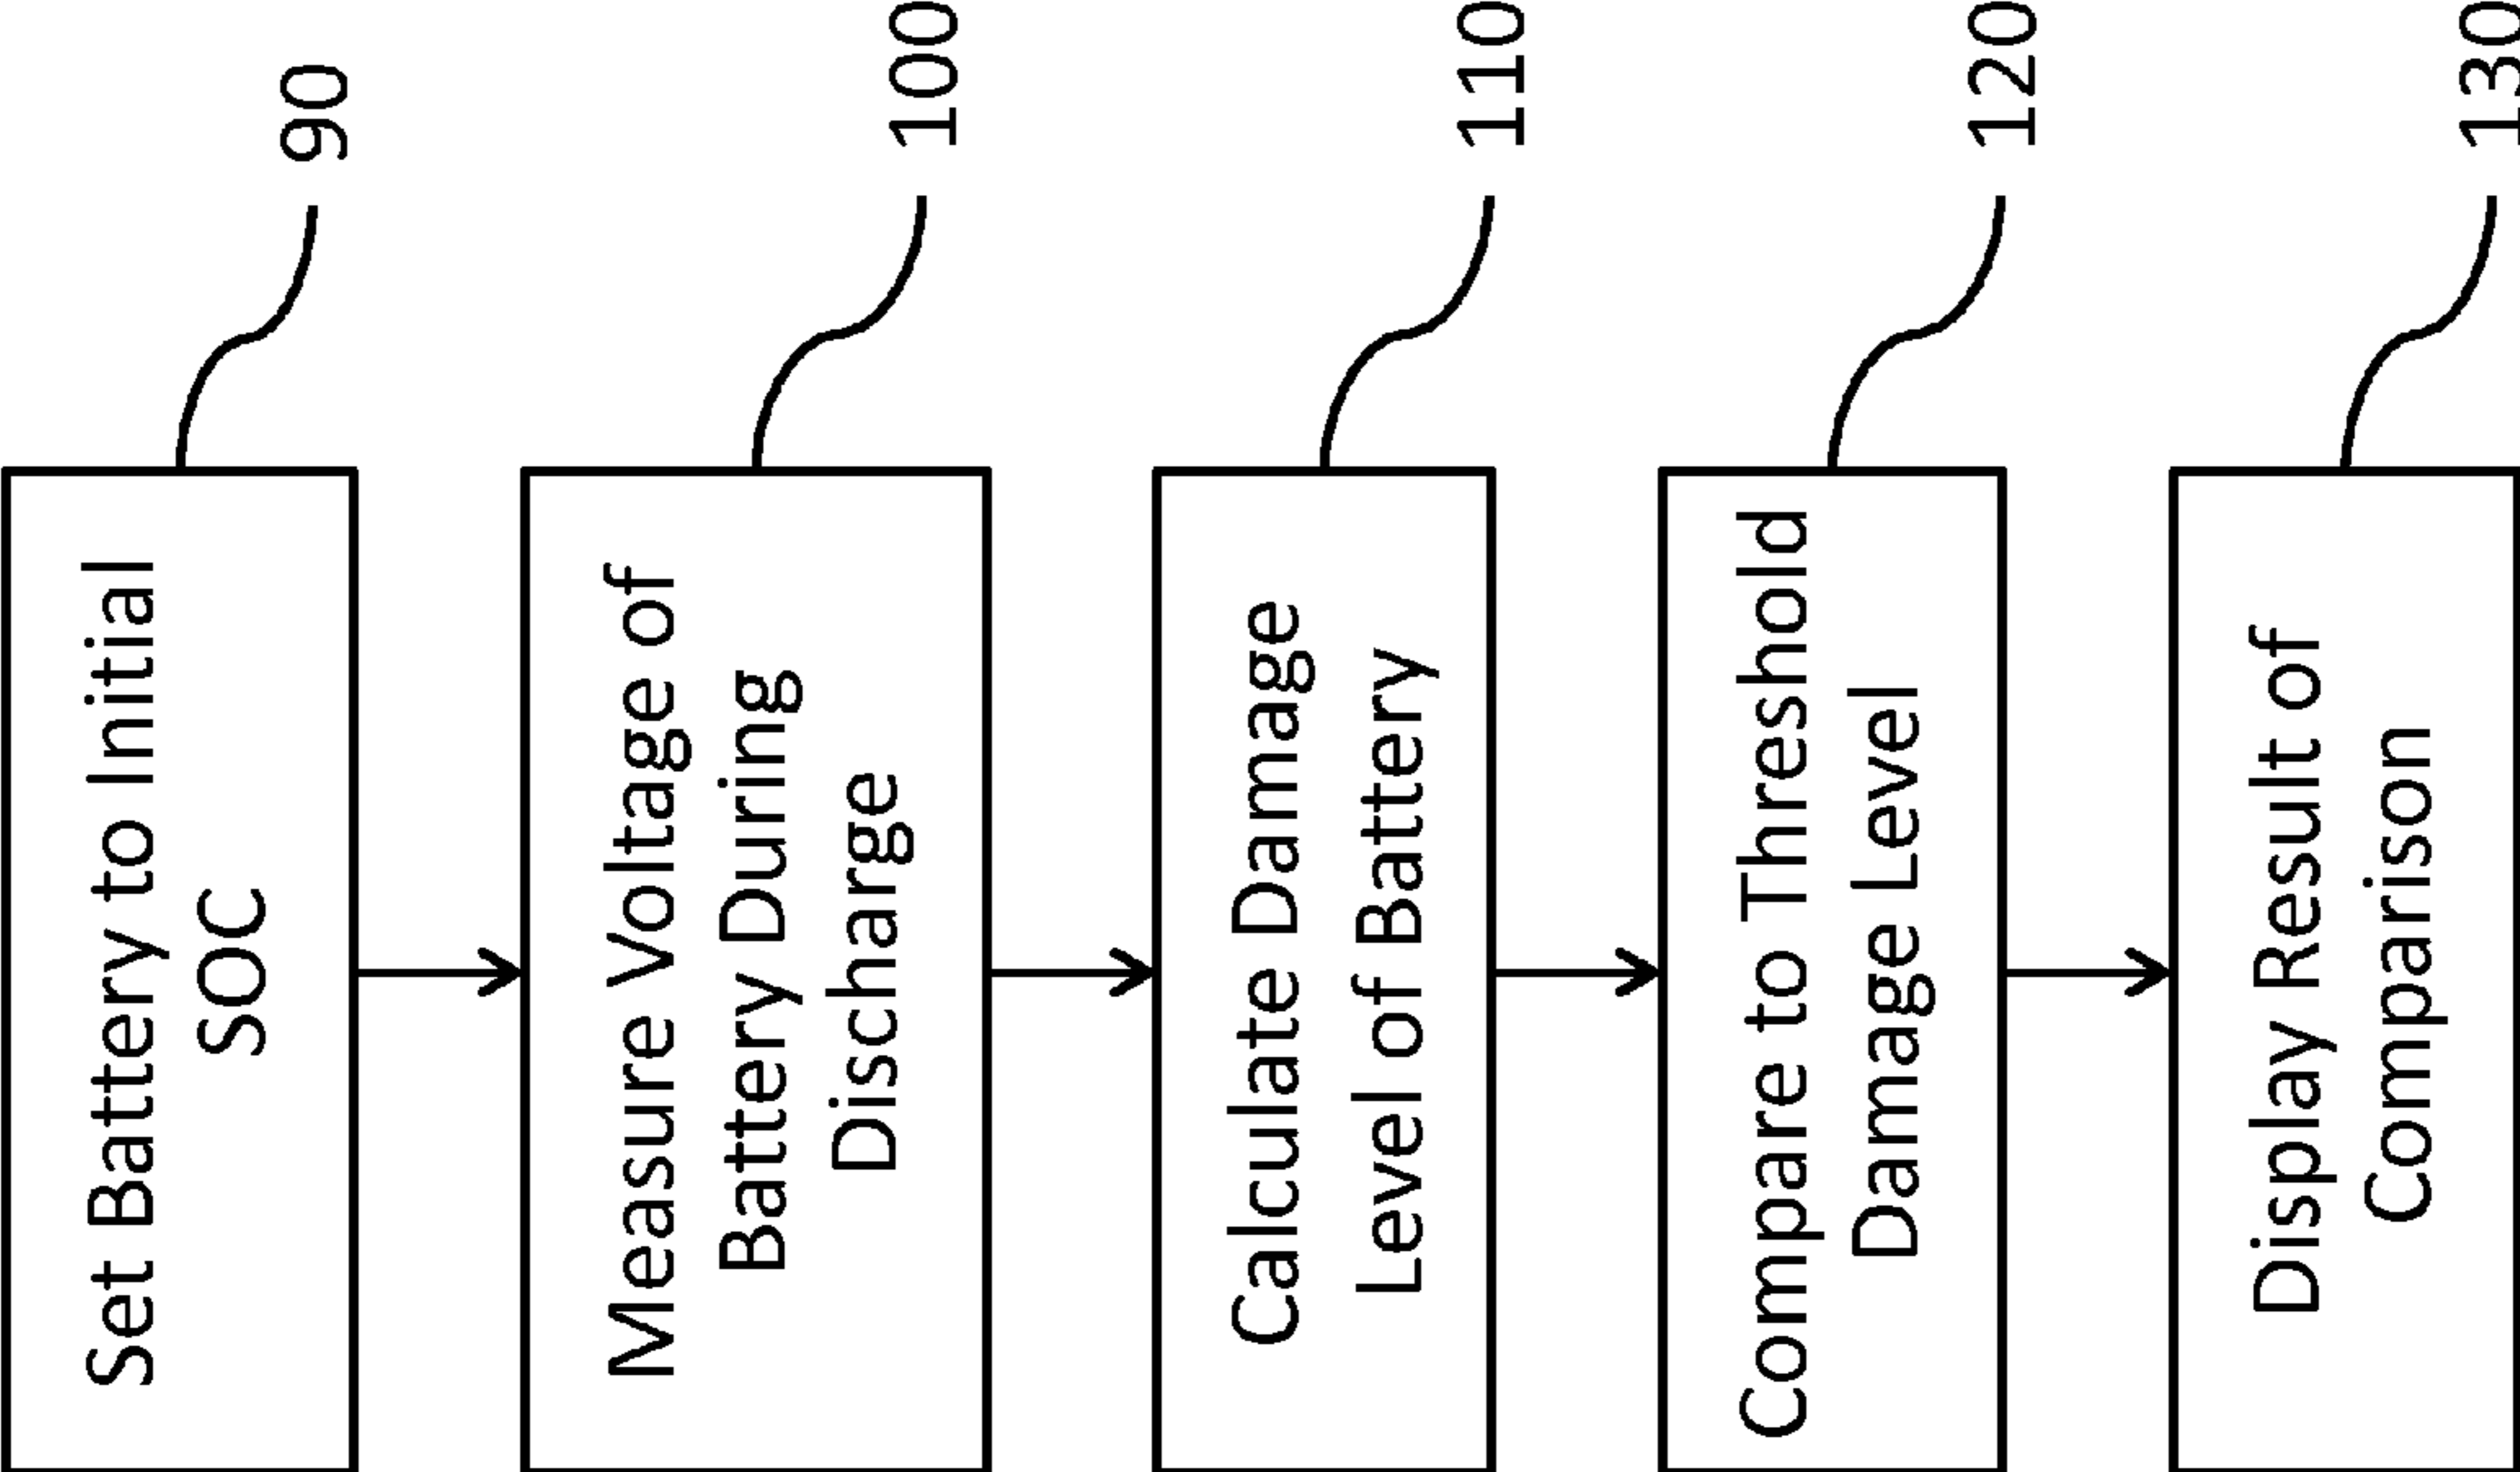 Set Battery to Initial
SOC
90
Measure Voltage of
Battery During
Discharge
100
Calculate Damage
Level of Battery
110
Compare to Threshold
Damage Level
120
Display Result of
Comparison
130